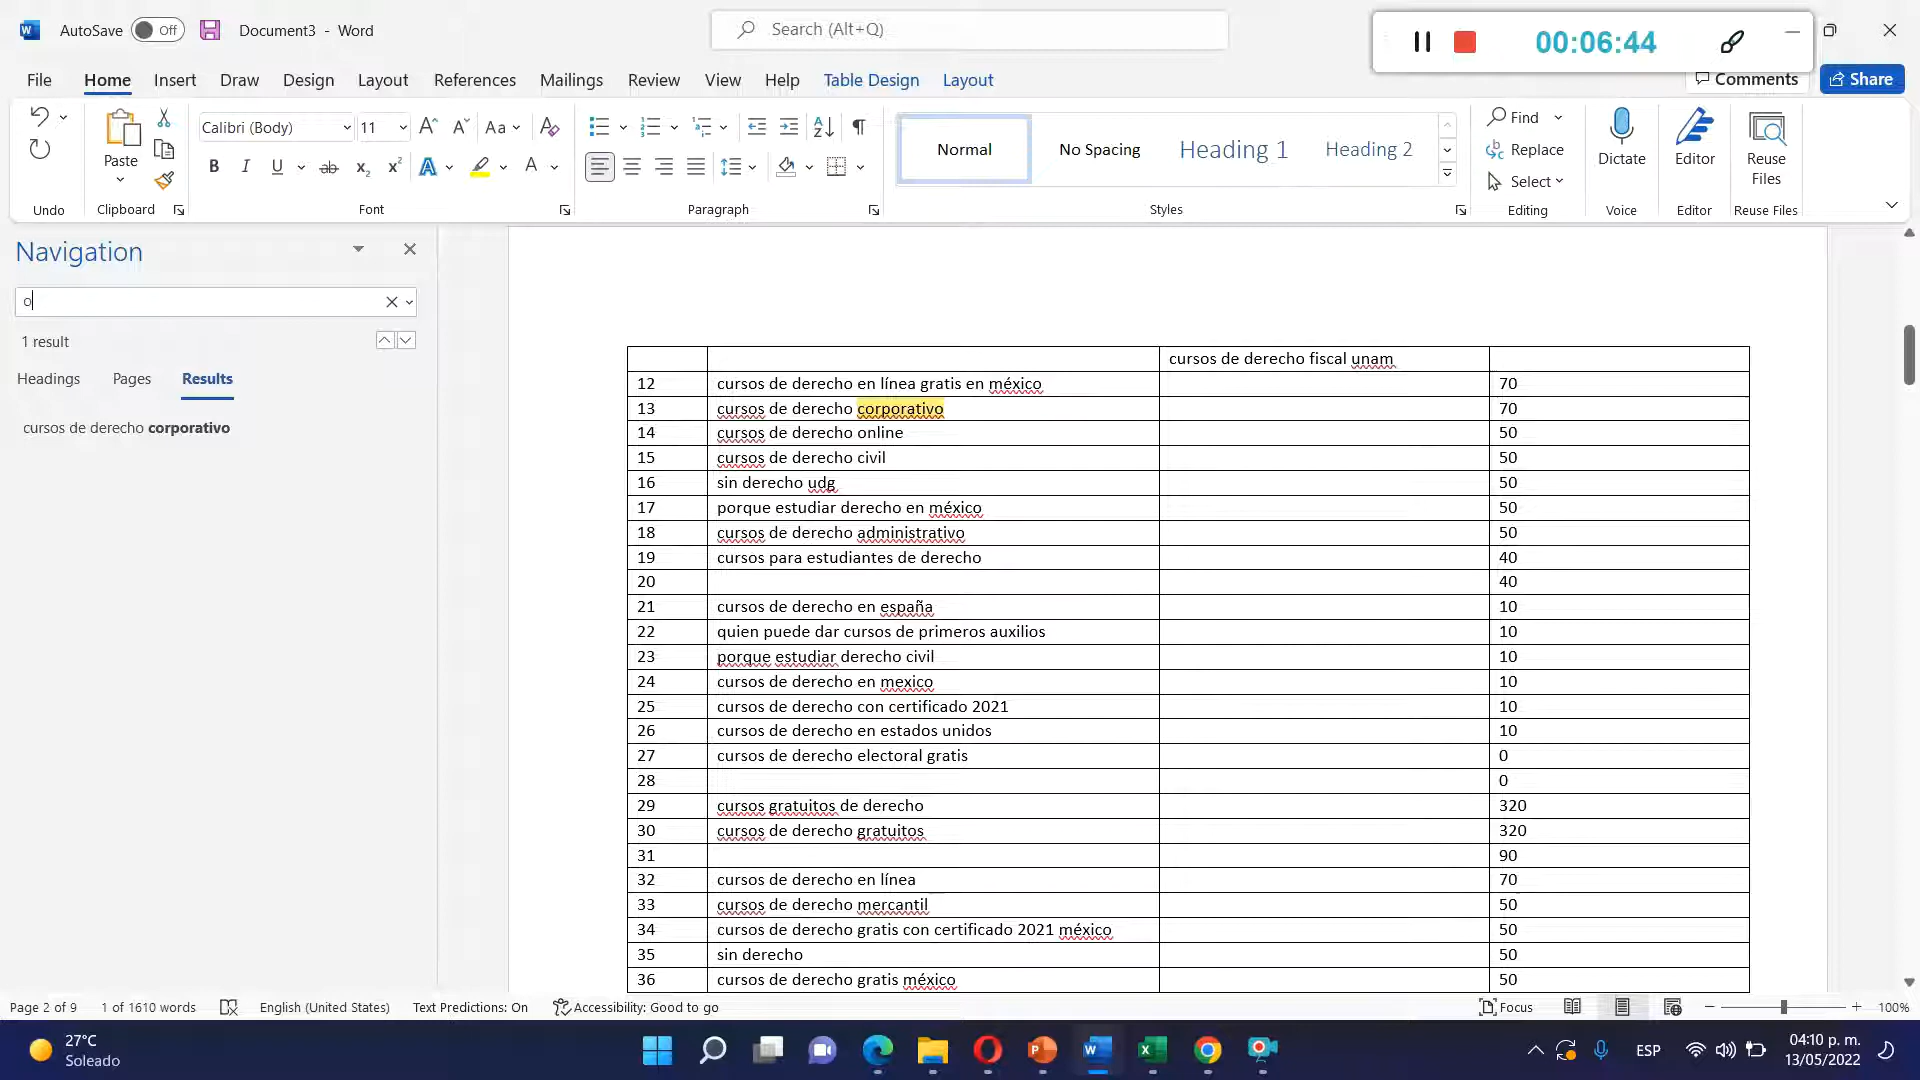 AutoSave Off Document3 - Word
Search (Alt+Q)
00:06:44
File Home Insert Draw Design Layout References Mailings Review View Help Table Design Layout
Comments Share
Calibri (Body) 11
Paste
Normal No Spacing Heading 1 Heading 2
Find
Replace
Select
Dictate Editor Reuse Files
Undo Clipboard Font Paragraph Styles Editing Voice Editor Reuse Files
Navigation
o
1 result
Headings Pages Results
cursos de derecho corporativo
cursos de derecho fiscal unam
12 cursos de derecho en línea gratis en méxico 70
13 cursos de derecho corporativo 70
14 cursos de derecho online 50
15 cursos de derecho civil 50
16 sin derecho udg 50
17 porque estudiar derecho en méxico 50
18 cursos de derecho administrativo 50
19 cursos para estudiantes de derecho 40
20 40
21 cursos de derecho en españa 10
22 quien puede dar cursos de primeros auxilios 10
23 porque estudiar derecho civil 10
24 cursos de derecho en mexico 10
25 cursos de derecho con certificado 2021 10
26 cursos de derecho en estados unidos 10
27 cursos de derecho electoral gratis 0
28 0
29 cursos gratuitos de derecho 320
30 cursos de derecho gratuitos 320
31 90
32 cursos de derecho en línea 70
33 cursos de derecho mercantil 50
34 cursos de derecho gratis con certificado 2021 méxico 50
35 sin derecho 50
36 cursos de derecho gratis méxico 50
Page 2 of 9 1 of 1610 words English (United States) Text Predictions: On Accessibility: Good to go Focus 100%
27°C
Soleado
ESP
04:10 p. m.
13/05/2022